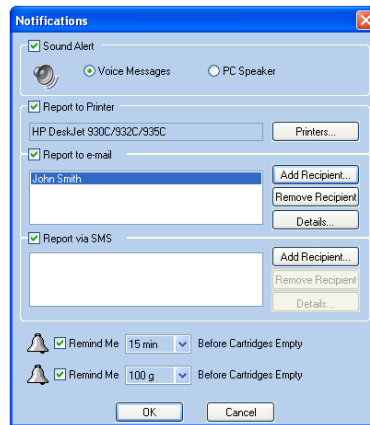 Notifications
Sound Alert
Voice Messages PC Speaker
Report to Printer
HP DeskJet 930C/932C/935C Printers...
Report to e-mail
John Smith Add Recipient...
Remove Recipient
Details...
Report via SMS
Add Recipient...
Remove Recipient
Details...
Remind Me 15 min Before Cartridges Empty
Remind Me 100 g Before Cartridges Empty
OK Cancel